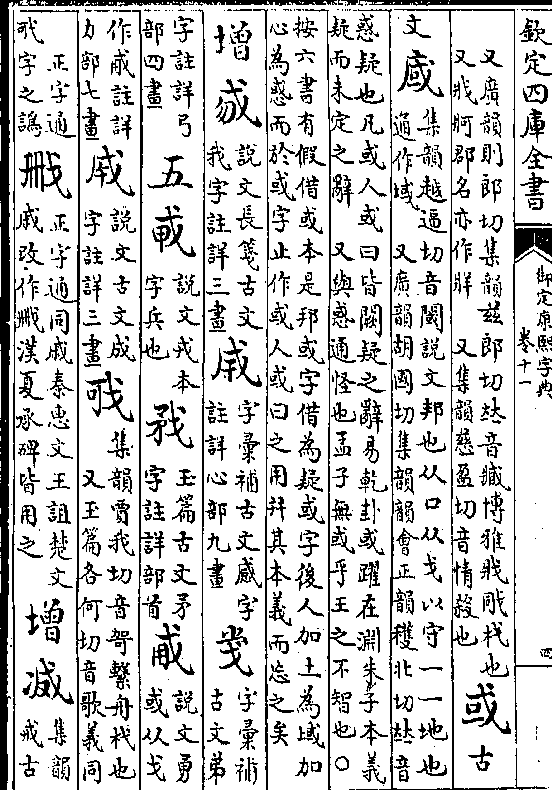 欽定四庫全書
御定康熙字典
卷十一
四
又廣韻則郎切集韻兹郎切𠀤音臧博雅戕牁杙也
又戕牁郡名亦作牂 又集韻慈盈切音情殺也 或 古
文 㦯 集韻越逼切音閾說文邦也从口从戈以守一一地也
通作域 又廣韻胡國切集韻韻會正韻穫北切𠀤音
惑疑也凡或人或曰皆闕疑之辭易乾卦或躍在淵朱子本義
疑而未定之辭 又與惑通怪也孟子無或乎王之不智也○
按六書有假借或本是邦或字借為疑或字後人加土為域加
心為惑而於或字止作或人或曰之用幷其本義而忘之矣
增 說文長箋古文
我字註詳三畫 字彙補古文慼字
註詳心部九畫 字彙補
古文弟
字註詳弓
部四畫 五 說文戎本
字兵也 玉篇古文矛
字註詳部首 說文勇
或从戈
作㦷註詳
力部七畫 說文古文成
字註詳三畫 集韻賈我切音哿繫舟杙也
又玉篇各何切音歌義同
正字通
戕字之譌 正字通同戚秦惠文王詛楚文
戚改作 漢夏承碑皆用之 增 集韻
戒古